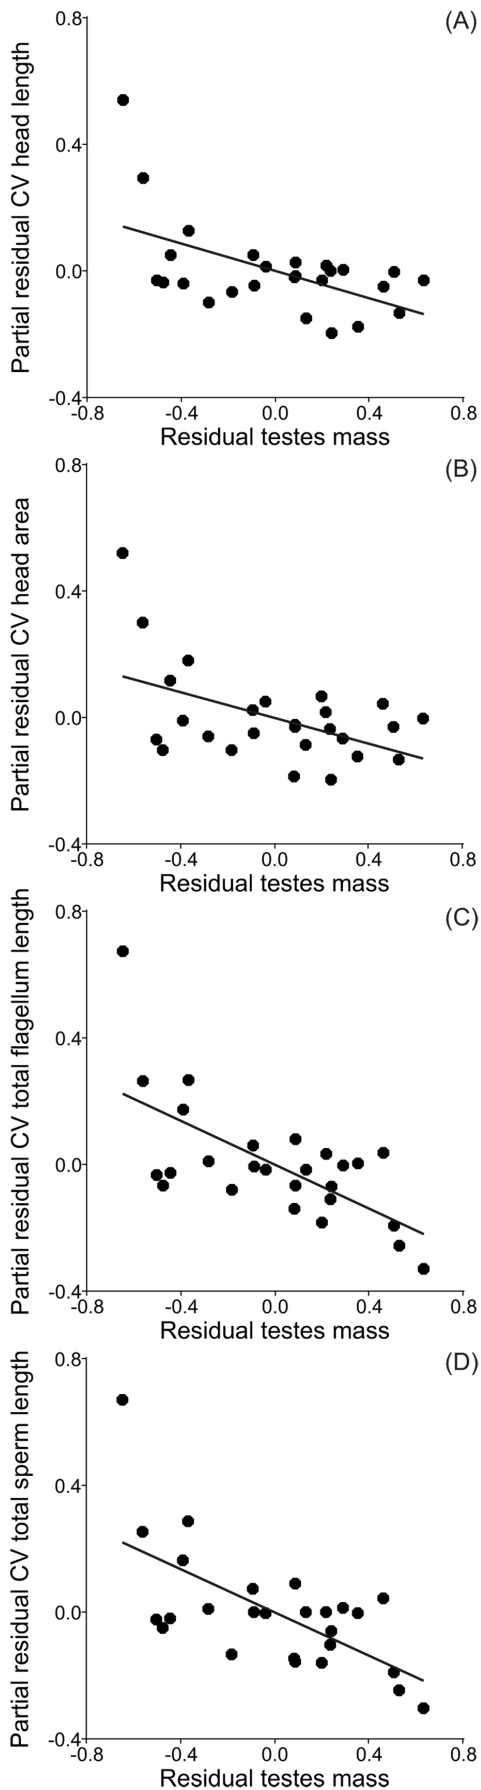 (A)
Partial residual CV head length
0.8
0.4
0.0
-0.4
-0.8 -0.4 0.0 0.4 0.8
Residual testes mass
(B)
Partial residual CV head area
0.8
0.4
0.0
-0.4
-0.8 -0.4 0.0 0.4 0.8
Residual testes mass
(C)
Partial residual CV total flagellum length
0.8
0.4
0.0
-0.4
-0.8 -0.4 0.0 0.4 0.8
Residual testes mass
(D)
Partial residual CV total sperm length
0.8
0.4
0.0
-0.4
-0.8 -0.4 0.0 0.4 0.8
Residual testes mass